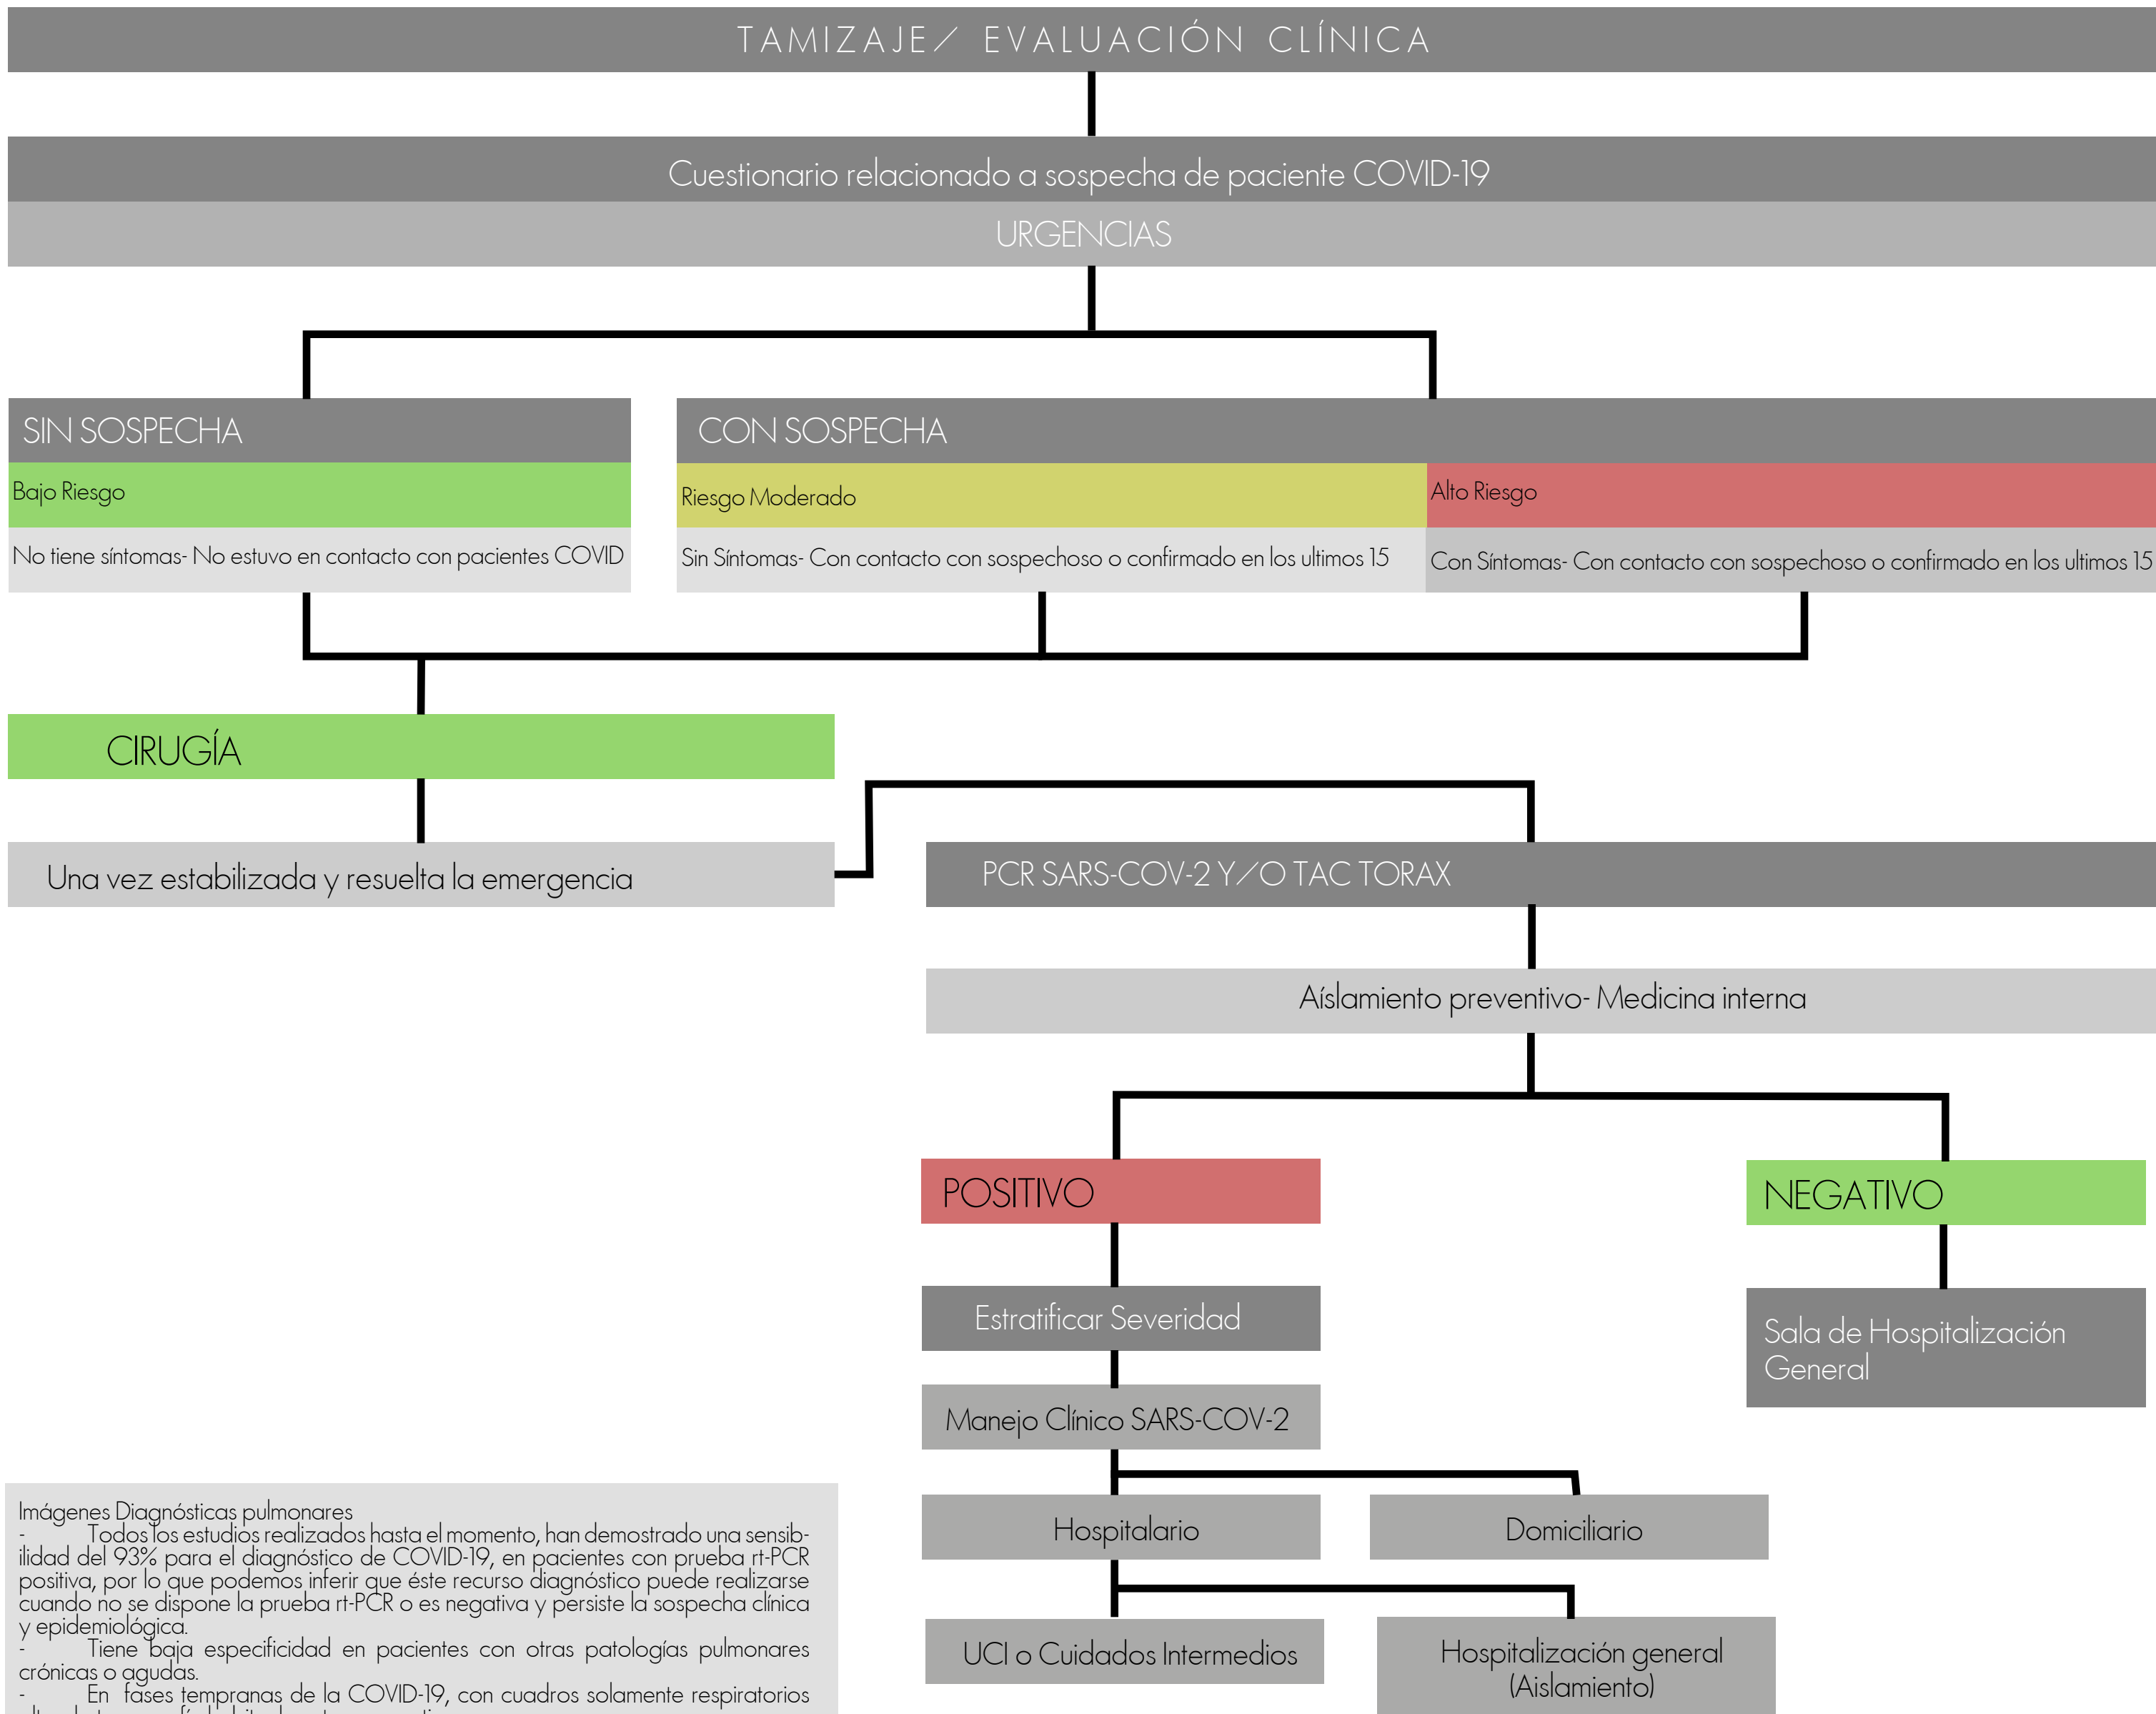 TAMIZAJE/ EVALUACIÓN CLÍNICA
Cuestionario relacionado a sospecha de paciente COVID-19
URGENCIAS
SIN SOSPECHA
Bajo Riesgo
No tiene síntomas- No estuvo en contacto con pacientes COVID
CON SOSPECHA
Riesgo Moderado
Sin Síntomas- Con contacto con sospechoso o confirmado en los ultimos 15
Alto Riesgo
Con Síntomas- Con contacto con sospechoso o confirmado en los ultimos 15
CIRUGÍA
Una vez estabilizada y resuelta la emergencia
PCR SARS-COV-2 Y/O TAC TORAX
Aíslamiento preventivo- Medicina interna
POSITIVO
NEGATIVO
Estratificar Severidad
Sala de Hospitalización
General
Manejo Clínico SARS-COV-2
Hospitalario
Domiciliario
UCI o Cuidados Intermedios
Hospitalización general
(Aislamiento)
Imágenes Diagnósticas pulmonares
- Todos los estudios realizados hasta el momento, han demostrado una sensib-
ilidad del 93% para el diagnóstico de COVID-19, en pacientes con prueba rt-PCR
positiva, por lo que podemos inferir que éste recurso diagnóstico puede realizarse
cuando no se dispone la prueba rt-PCR o es negativa y persiste la sospecha clínica
y epidemiológica.
- Tiene baja especificidad en pacientes con otras patologías pulmonares
crónicas o agudas.
- En fases tempranas de la COVID-19, con cuadros solamente respiratorios